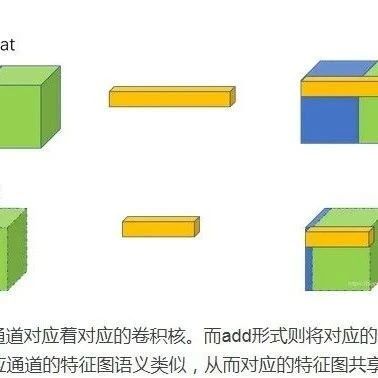 at
通道对应着对应的卷积核。而add形式则将对应的
应通道的特征图语义类似，从而对应的特征图共享